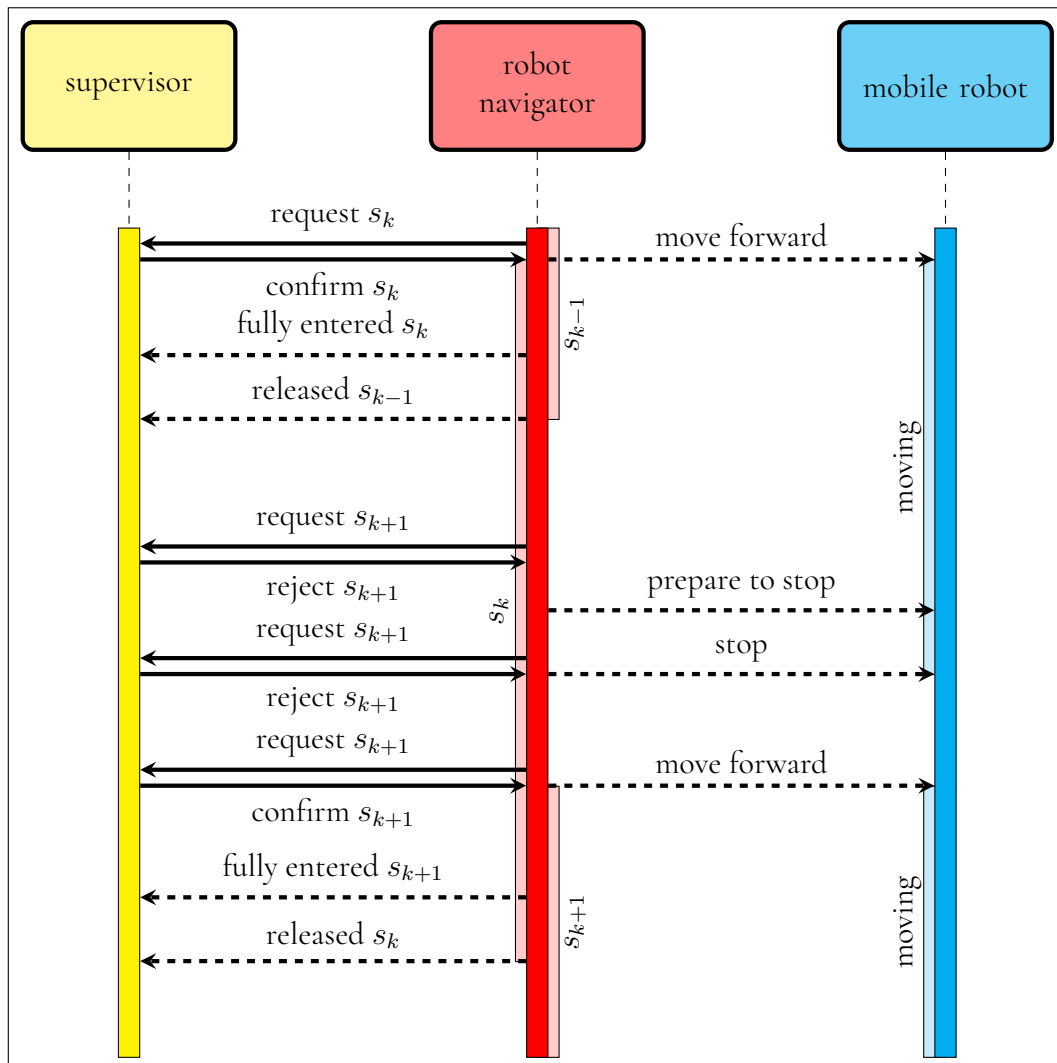 supervisor
robot
navigator
mobile robot
request s_k
move forward
confirm s_k
fully entered s_k
s_{k-1}
released s_{k-1}
moving
request s_{k+1}
reject s_{k+1}
prepare to stop
s_k
request s_{k+1}
stop
reject s_{k+1}
request s_{k+1}
move forward
confirm s_{k+1}
fully entered s_{k+1}
s_{k+1}
moving
released s_k